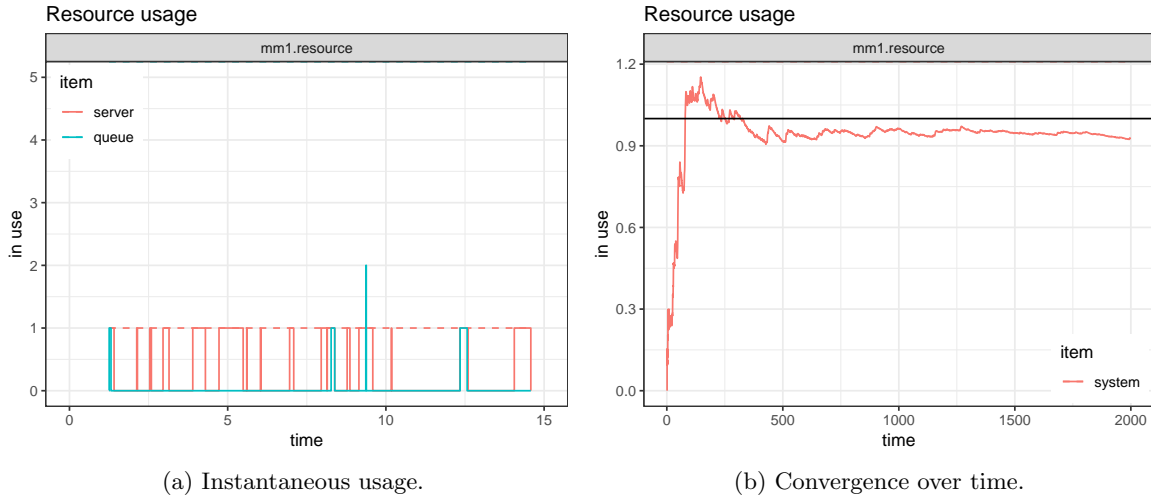 Resource usage
mm1.resource
item
server
queue
5
4
3
2
1
0
in use
0 5 10 15
time
(a) Instantaneous usage.
Resource usage
mm1.resource
1.2
0.9
0.6
0.3
0.0
in use
item
system
0 500 1000 1500 2000
time
(b) Convergence over time.